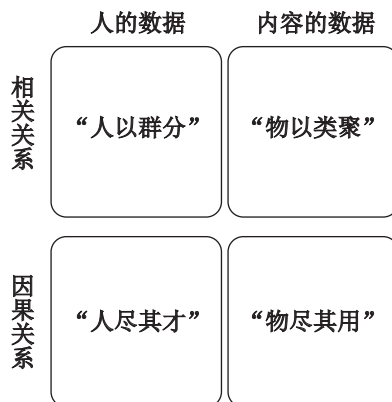 人的数据 内容的数据
相关关系
“人以群分” “物以类聚”
因果关系
“人尽其才” “物尽其用”